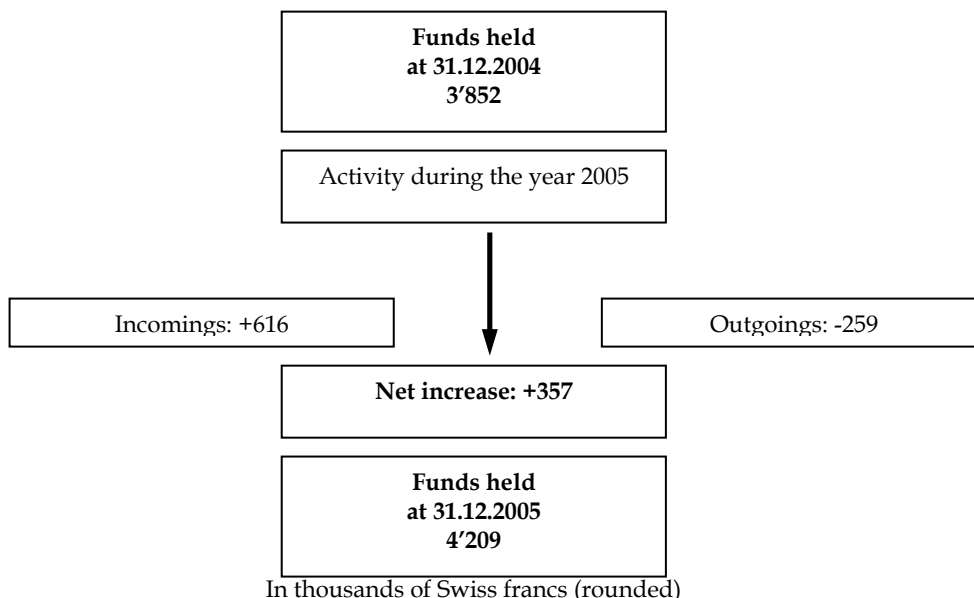 Funds held
at 31.12.2004
3’852
Activity during the year 2005
Incomings: +616
Outgoings: -259
Net increase: +357
Funds held
at 31.12.2005
4’209
In thousands of Swiss francs (rounded)